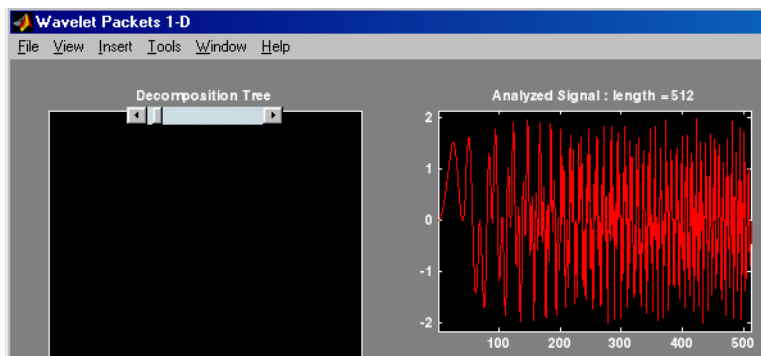 Wavelet Packets 1-D
File View Insert Tools Window Help
Decomposition Tree
Analyzed Signal : length = 512
2
1
0
-1
-2
100 200 300 400 500